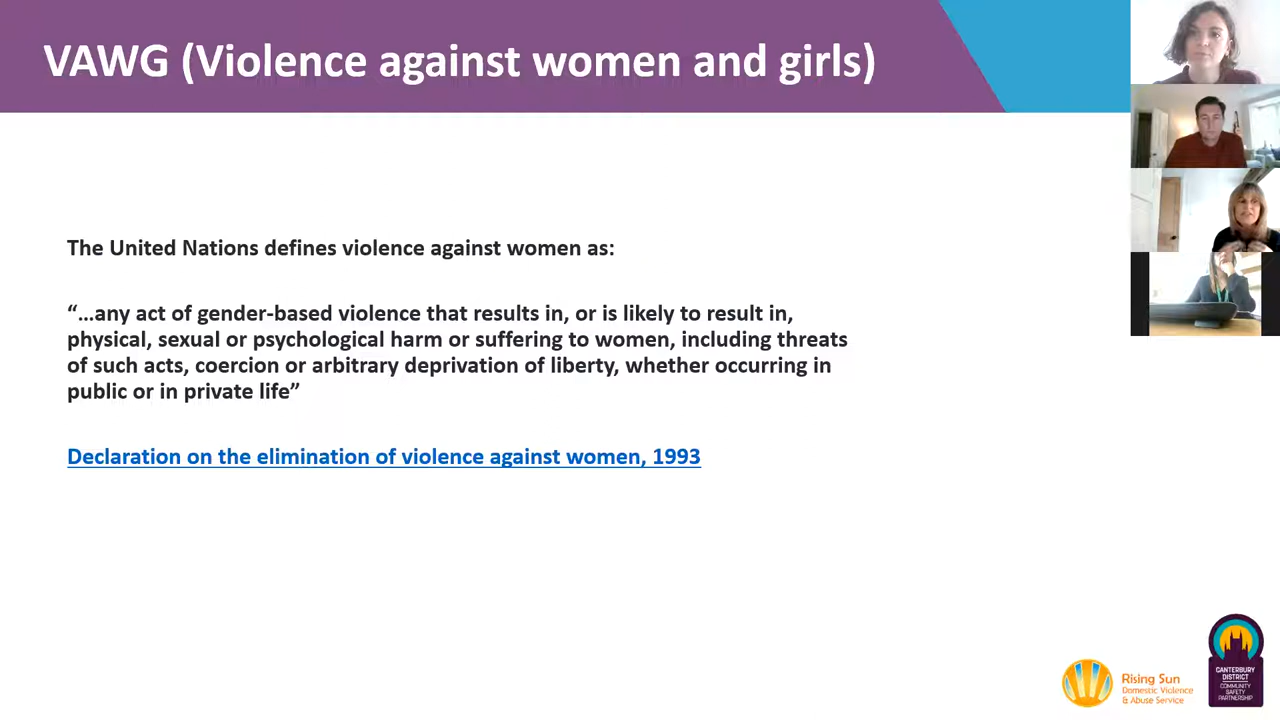 VAWG (Violence against women and girls)
The United Nations defines violence against women as:
“…any act of gender-based violence that results in, or is likely to result in,
physical, sexual or psychological harm or suffering to women, including threats
of such acts, coercion or arbitrary deprivation of liberty, whether occurring in
public or in private life”
Declaration on the elimination of violence against women, 1993
Rising Sun
Domestic Violence
& Abuse Service
CANTERBURY
DISTRICT
COMMUNITY
SAFETY
PARTNERSHIP